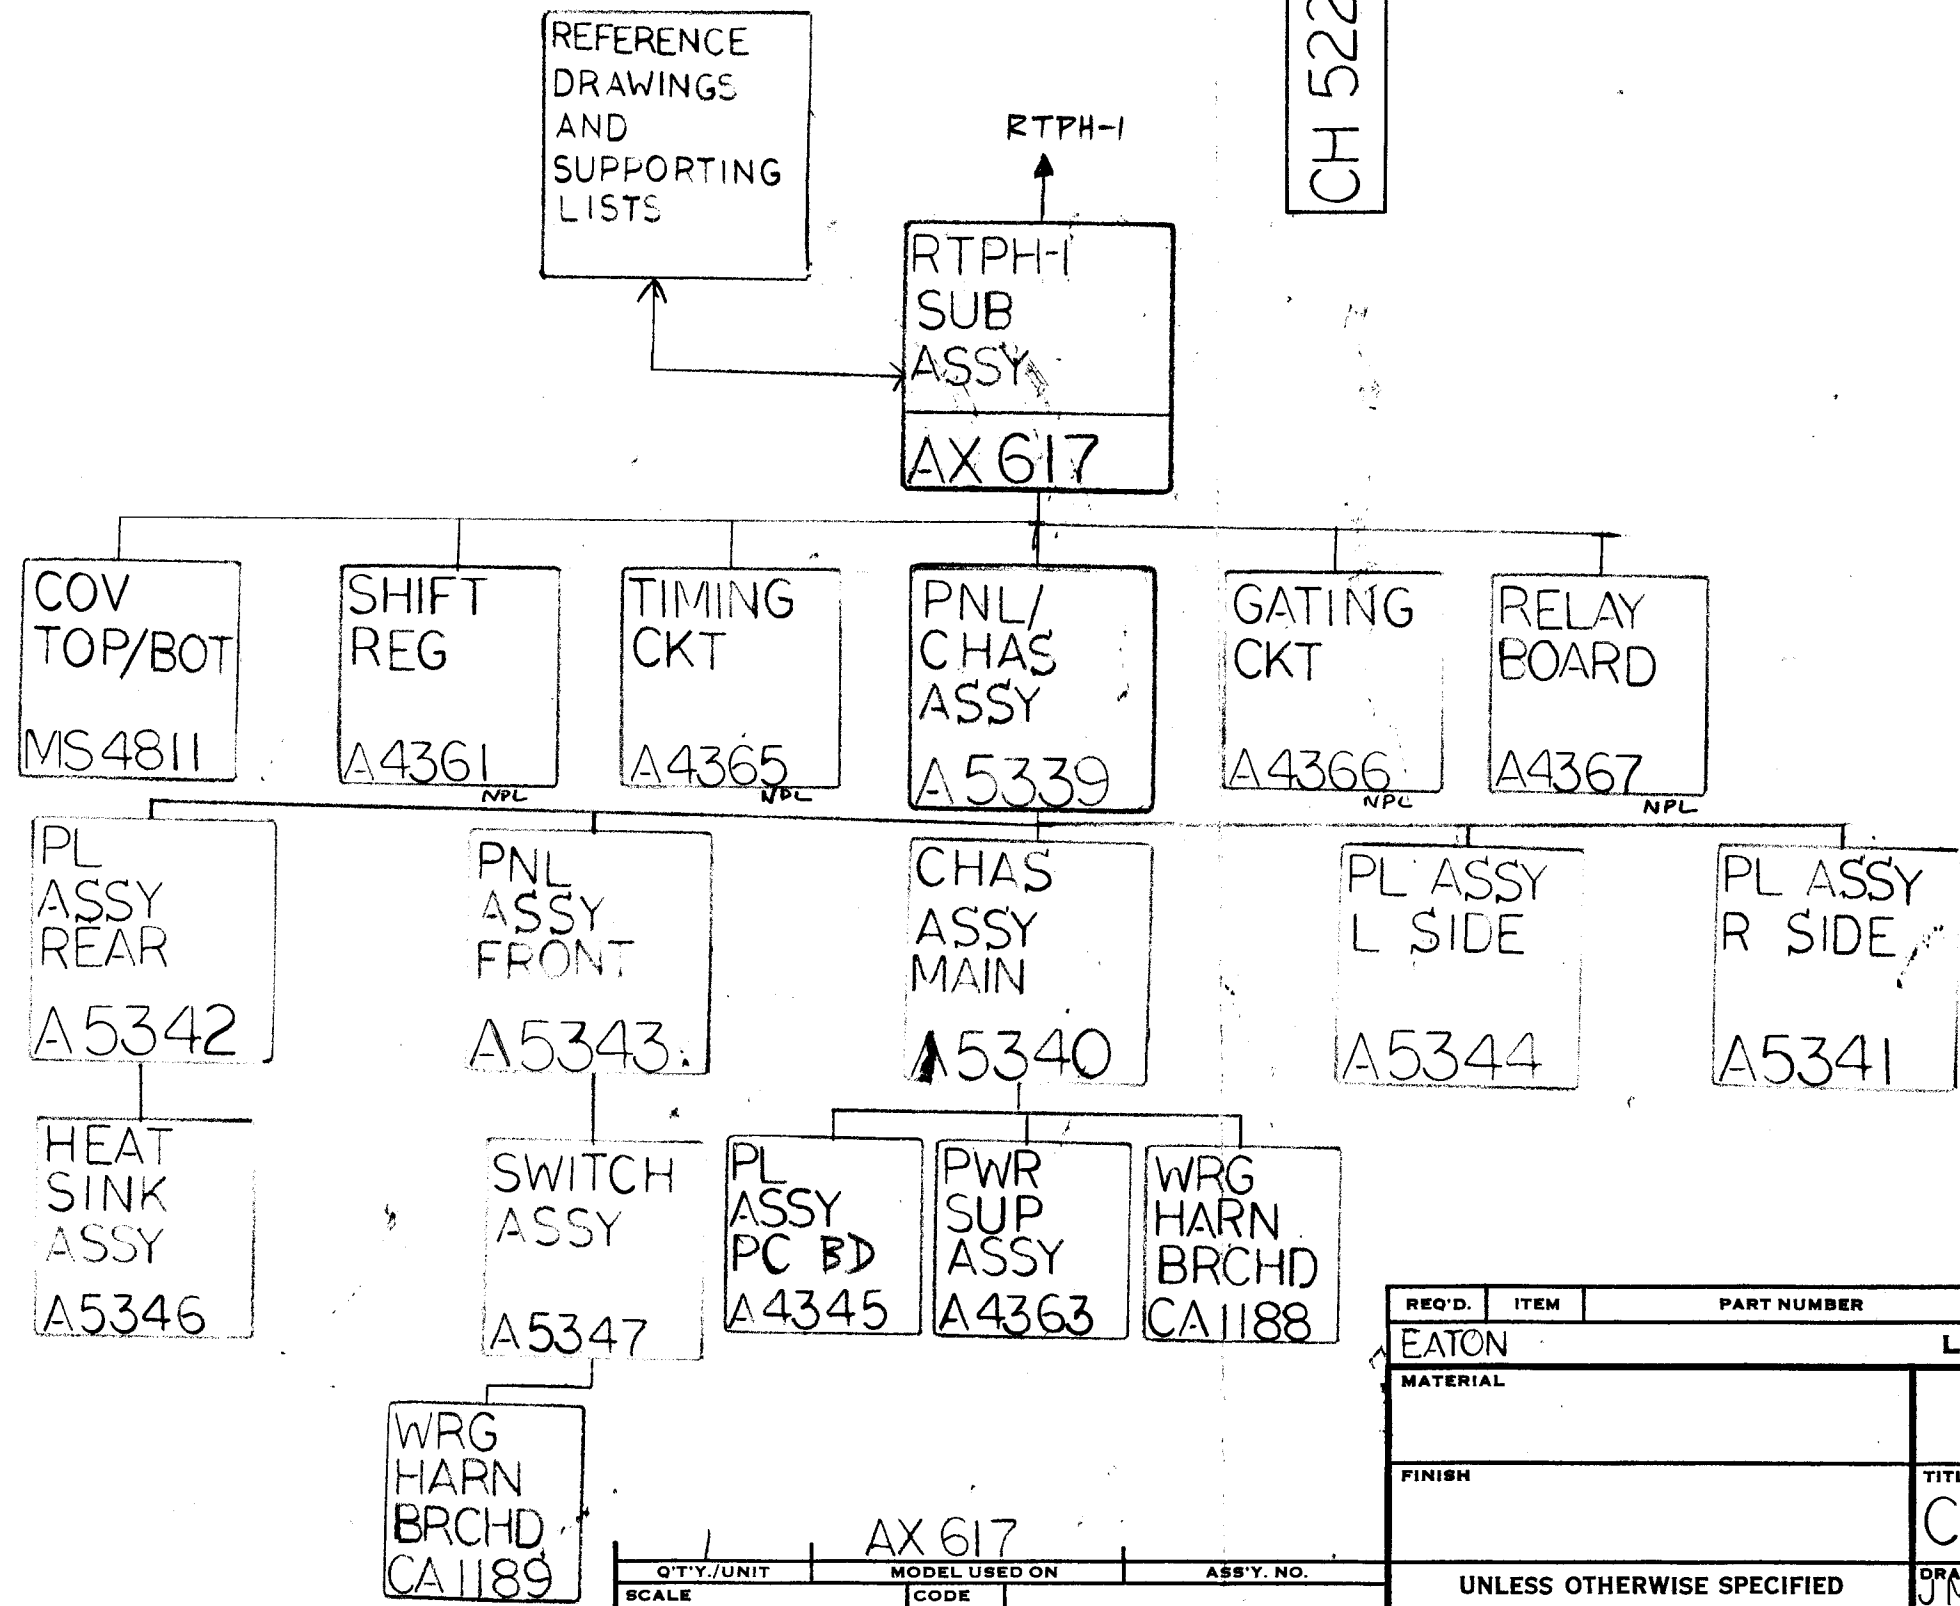 REFERENCE
DRAWINGS
AND
SUPPORTING
LISTS
CH 522
RTPH-1
RTPH-1
SUB
ASSY
AX 617
COV
TOP/BOT
MS4811
SHIFT
REG
A4361
NPL
TIMING
CKT
A4365
NPL
PNL/
CHAS
ASSY
A5339
GATING
CKT
A4366
NPL
RELAY
BOARD
A4367
NPL
PL
ASSY
REAR
A5342
PNL
ASSY
FRONT
A5343
CHAS
ASSY
MAIN
A5340
PL ASSY
L SIDE
A5344
PL ASSY
R SIDE
A5341
HEAT
SINK
ASSY
A5346
SWITCH
ASSY
A5347
PL
ASSY
PC BD
A4345
PWR
SUP
ASSY
A4363
WRG
HARN
BRCHD
CA1188
WRG
HARN
BRCHD
CA1189
REQ'D. ITEM PART NUMBER
EATON L
MATERIAL
FINISH TITL
C
1 AX 617
Q'T'Y./UNIT MODEL USED ON ASS'Y. NO.
UNLESS OTHERWISE SPECIFIED DRA
SCALE CODE